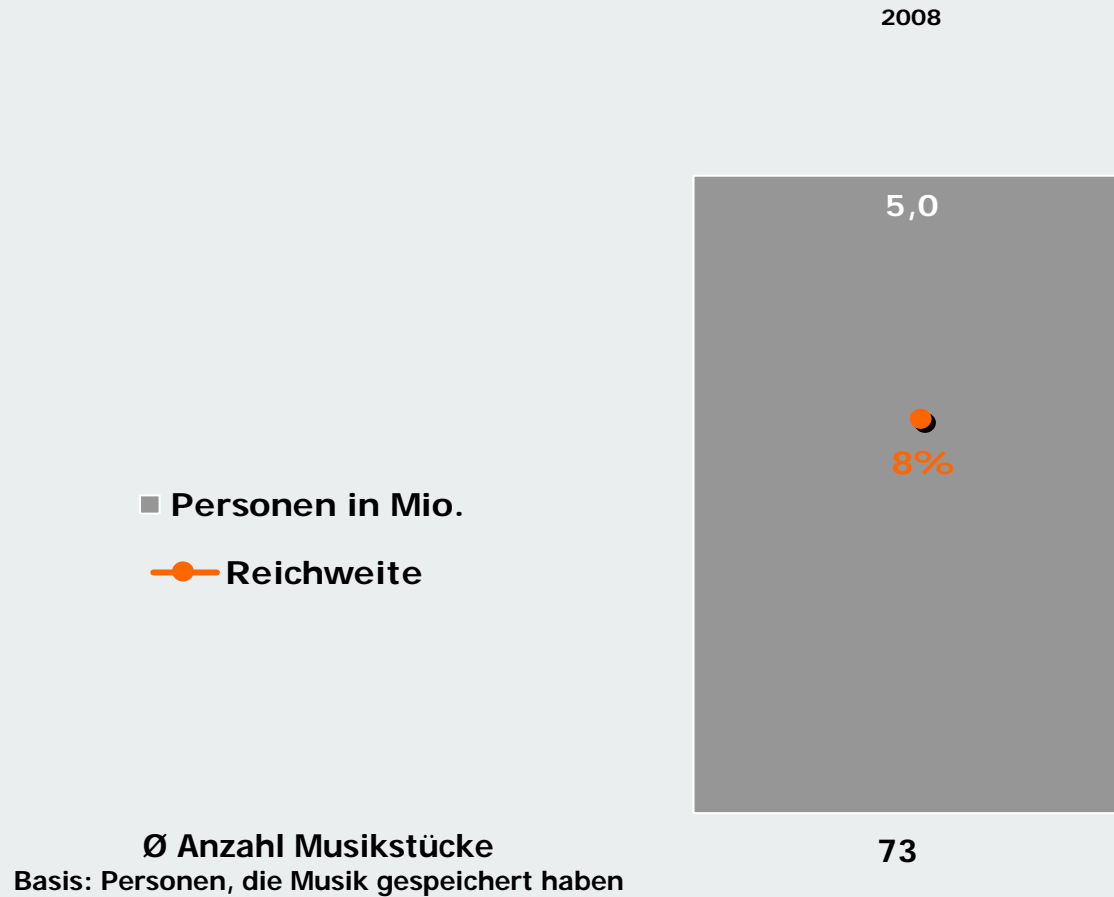 2008
5,0
8%
Personen in Mio.
Reichweite
Ø Anzahl Musikstücke
73
Basis: Personen, die Musik gespeichert haben